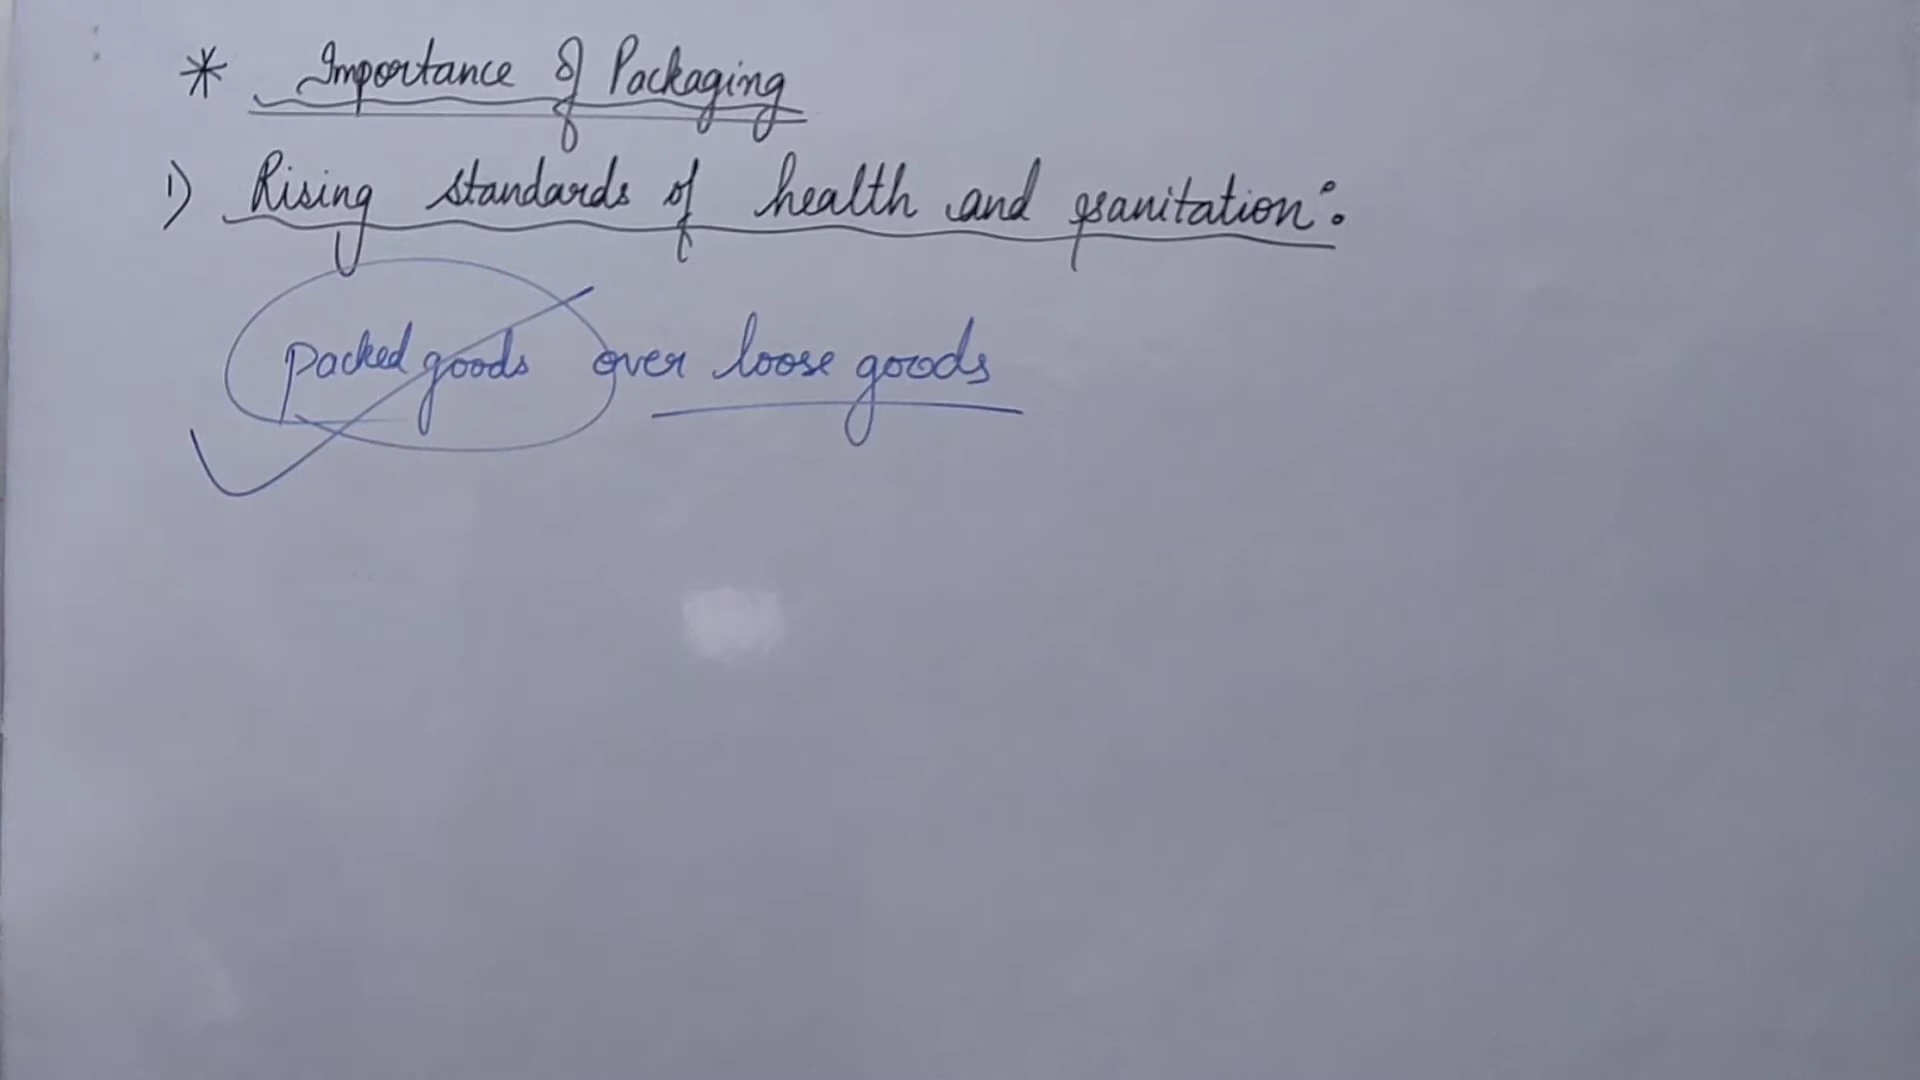 * Importance of Packaging
1) Rising standards of health and sanitation:
packed goods over loose goods